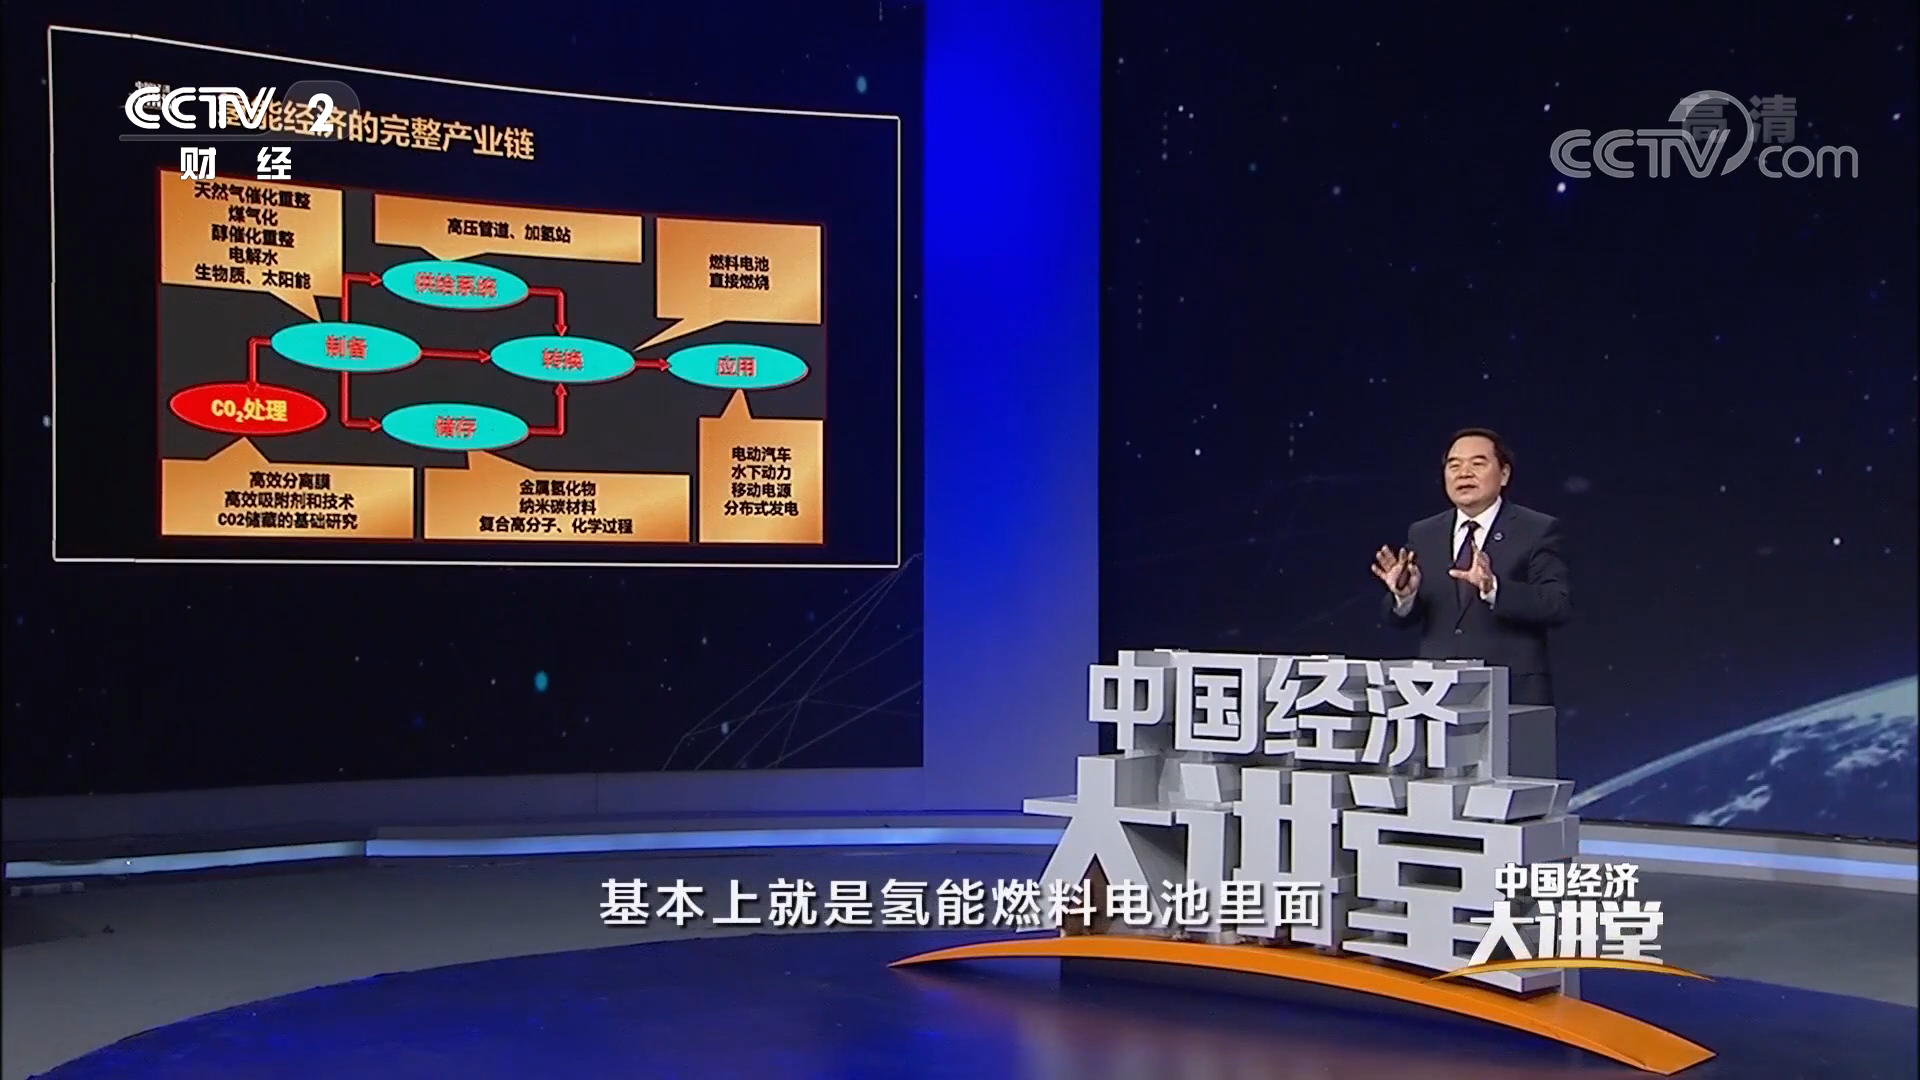 CCTV 2
财 经
高清
CCTV com
氢能经济的完整产业链
天然气催化重整
煤气化
醇催化重整
电解水
生物质、太阳能
高压管道、加氢站
燃料电池
直接燃烧
供给系统
制备
转换
应用
CO₂处理
储存
高效分离膜
高效吸附剂和技术
CO2储藏的基础研究
金属氢化物
纳米碳材料
复合高分子、化学过程
电动汽车
水下动力
移动电源
分布式发电
中国经济
大讲堂
基本上就是氢能燃料电池里面
中国经济
大讲堂